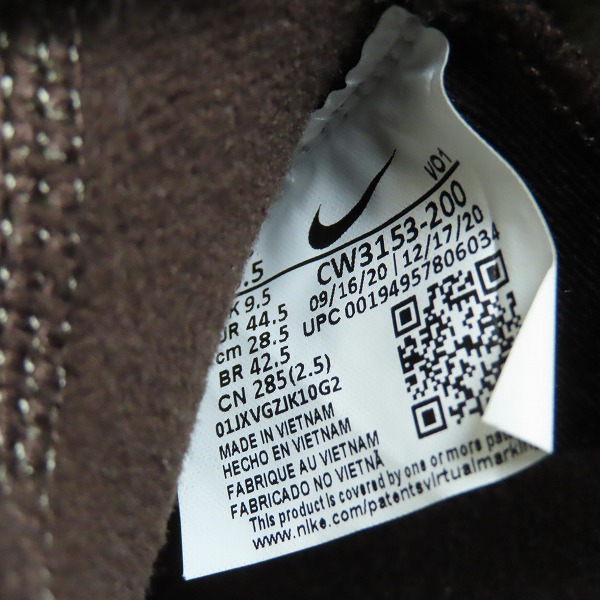 VO1
.5
CW3153-200
K 9.5
09/16/20 | 12/17/20
UR 44.5
UPC 00194957806034
cm 28.5
BR 42.5
CN 285(2.5)
01JXVGZJK10G2
MADE IN VIETNAM
HECHO EN VIETNAM
FABRIQUE AU VIETNAM
FABRICADO NO VIETNÃ
This product is covered by one or more
www.nike.com/patentsvirtualmarkin